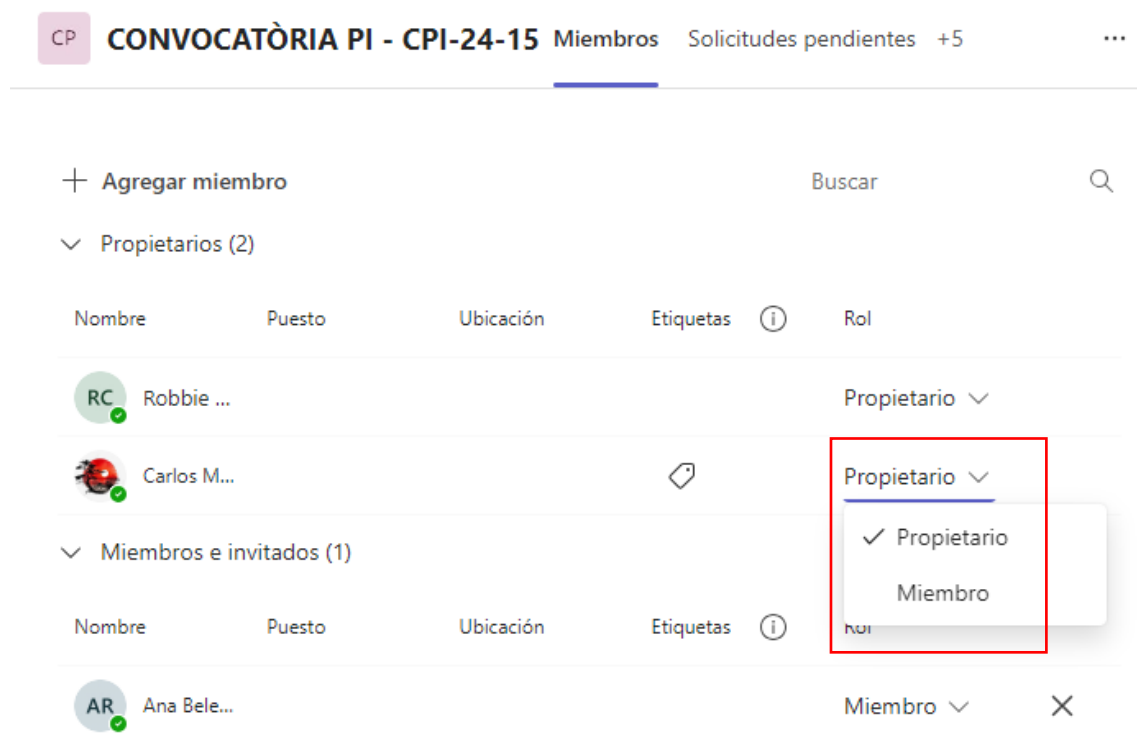 CP CONVOCATÒRIA PI - CPI-24-15 Miembros Solicitudes pendientes +5 ...
Agregar miembro Buscar
Propietarios (2)
Nombre Puesto Ubicación Etiquetas Rol
RC Robbie ... Propietario
Carlos M... Propietario
Propietario
Miembros e invitados (1)
Miembro
Nombre Puesto Ubicación Etiquetas Rol
AR Ana Bele... Miembro